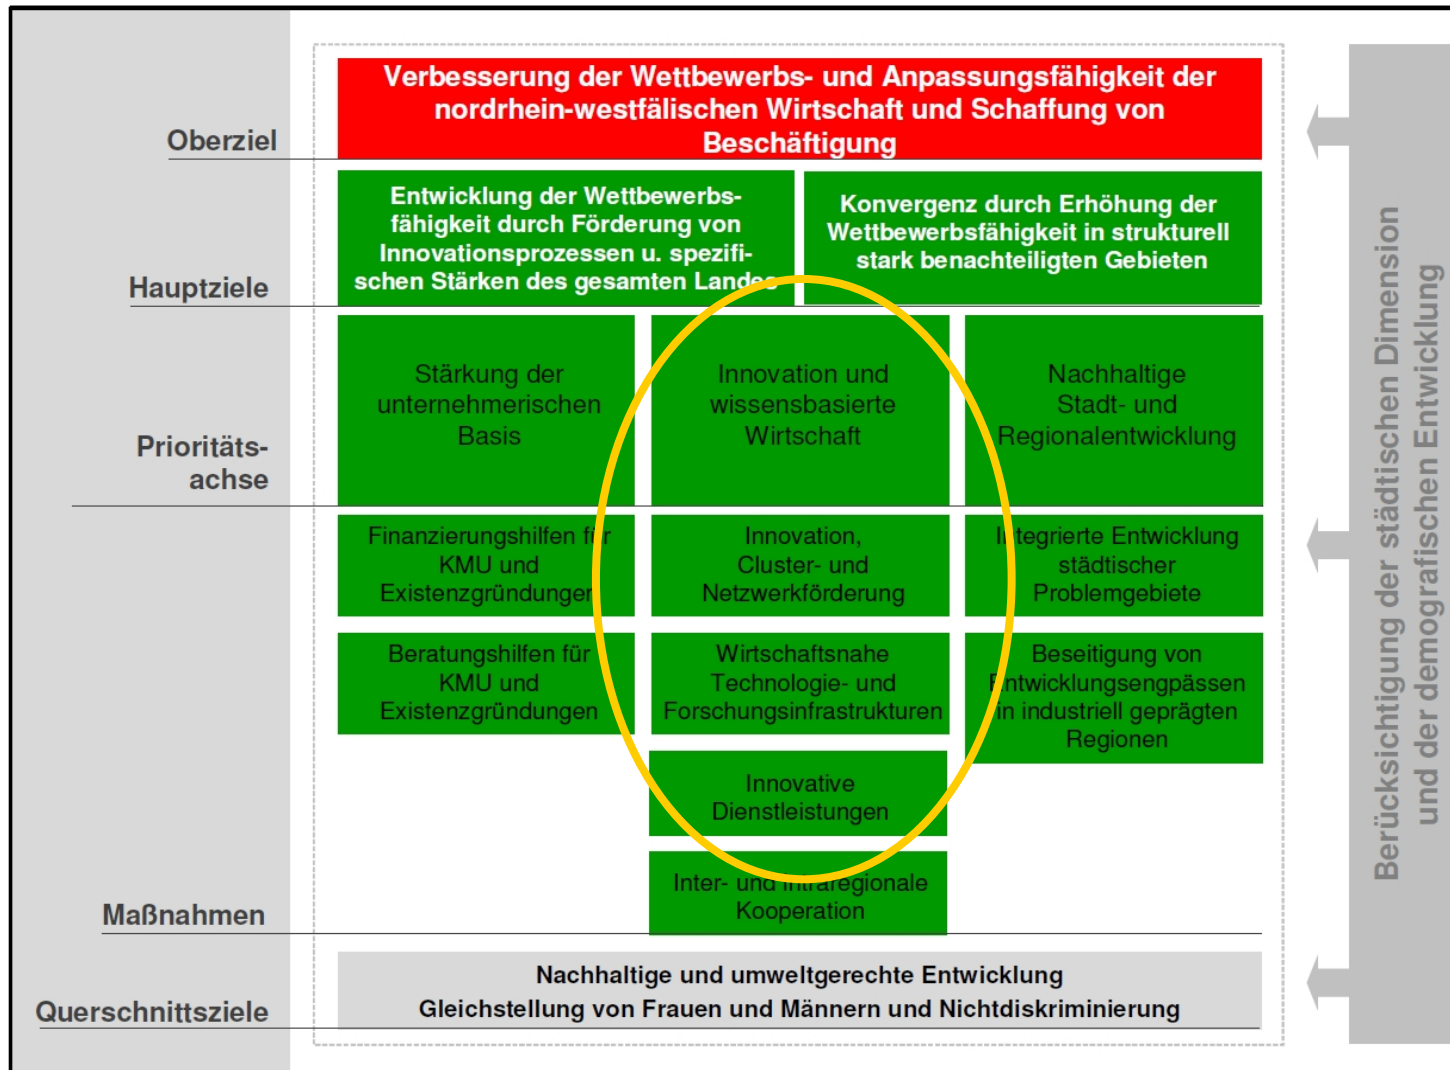 Verbesserung der Wettbewerbs- und Anpassungsfähigkeit der
nordrhein-westfälischen Wirtschaft und Schaffung von
Beschäftigung
Oberziel
Entwicklung der Wettbewerbs-
fähigkeit durch Förderung von
Innovationsprozessen u. spezifi-
schen Stärken des gesamten Landes
Konvergenz durch Erhöhung der
Wettbewerbsfähigkeit in strukturell
stark benachteiligten Gebieten
Hauptziele
Stärkung der
unternehmerischen
Basis
Innovation und
wissensbasierte
Wirtschaft
Nachhaltige
Stadt- und
Regionalentwicklung
Prioritäts-
achse
Finanzierungshilfen für
KMU und
Existenzgründungen
Innovation,
Cluster- und
Netzwerkförderung
Integrierte Entwicklung
städtischer
Problemgebiete
Beratungshilfen für
KMU und
Existenzgründungen
Wirtschaftsnahe
Technologie- und
Forschungsinfrastrukturen
Beseitigung von
Entwicklungsengpässen
in industriell geprägten
Regionen
Innovative
Dienstleistungen
Inter- und intraregionale
Kooperation
Maßnahmen
Nachhaltige und umweltgerechte Entwicklung
Gleichstellung von Frauen und Männern und Nichtdiskriminierung
Querschnittsziele
Berücksichtigung der städtischen Dimension
und der demografischen Entwicklung